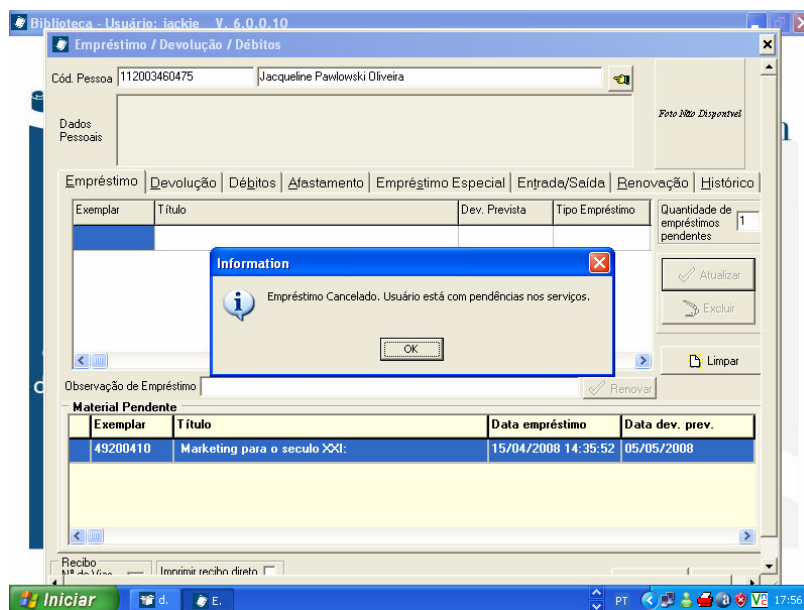 Biblioteca - Usuário: jackie V. 6.0.0.10
Empréstimo / Devolução / Débitos
Cód. Pessoa 112003460475 Jacqueline Pawlowski Oliveira
Foto Não Disponível
Dados
Pessoais
Empréstimo Devolução Débitos Afastamento Empréstimo Especial Entrada/Saída Renovação Histórico
Exemplar Título Dev. Prevista Tipo Empréstimo
Quantidade de
empréstimos
pendentes
1
Information
Empréstimo Cancelado. Usuário está com pendências nos serviços.
OK
Atualizar
Excluir
Limpar
Observação de Empréstimo
Renovar
Material Pendente
Exemplar Título Data empréstimo Data dev. prev.
49200410 Marketing para o seculo XXI: 15/04/2008 14:35:52 05/05/2008
Recibo
Imprimir recibo direto
Iniciar d. E. PT 17:56